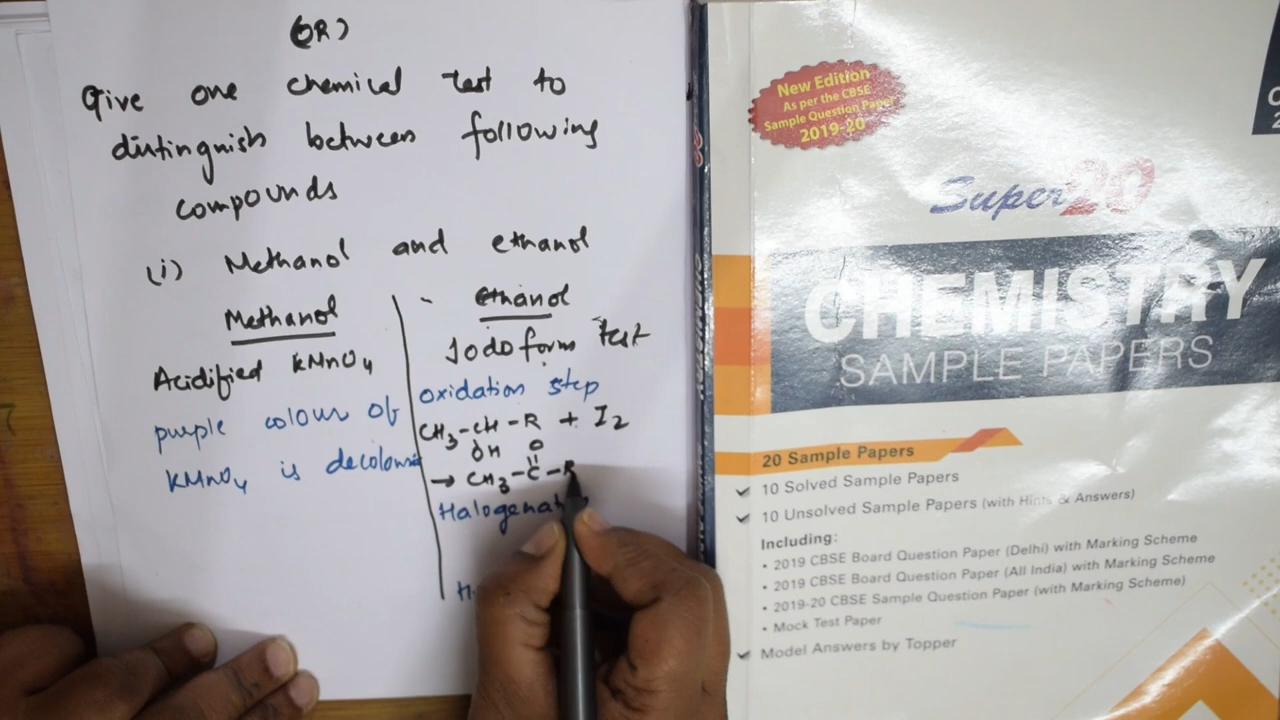 (OR)
Give one chemical test to
distinguish between following
compounds
(i) Methanol and ethanol
Methanol
Acidified KMnO4
purple colour of
KMnO4 is decolouris
ethanol
Iodoform test
oxidation step
CH3-CH-R + I2
OH
O
→ CH3-C-R
Halogenat
H
New Edition
As per the CBSE
Sample Question Paper
2019-20
Super20
CHEMISTRY
SAMPLE PAPERS
20 Sample Papers
✓ 10 Solved Sample Papers
✓ 10 Unsolved Sample Papers (with Hints & Answers)
Including:
• 2019 CBSE Board Question Paper (Delhi) with Marking Scheme
• 2019 CBSE Board Question Paper (All India) with Marking Scheme
• 2019-20 CBSE Sample Question Paper (with Marking Scheme)
• Mock Test Paper
✓ Model Answers by Topper